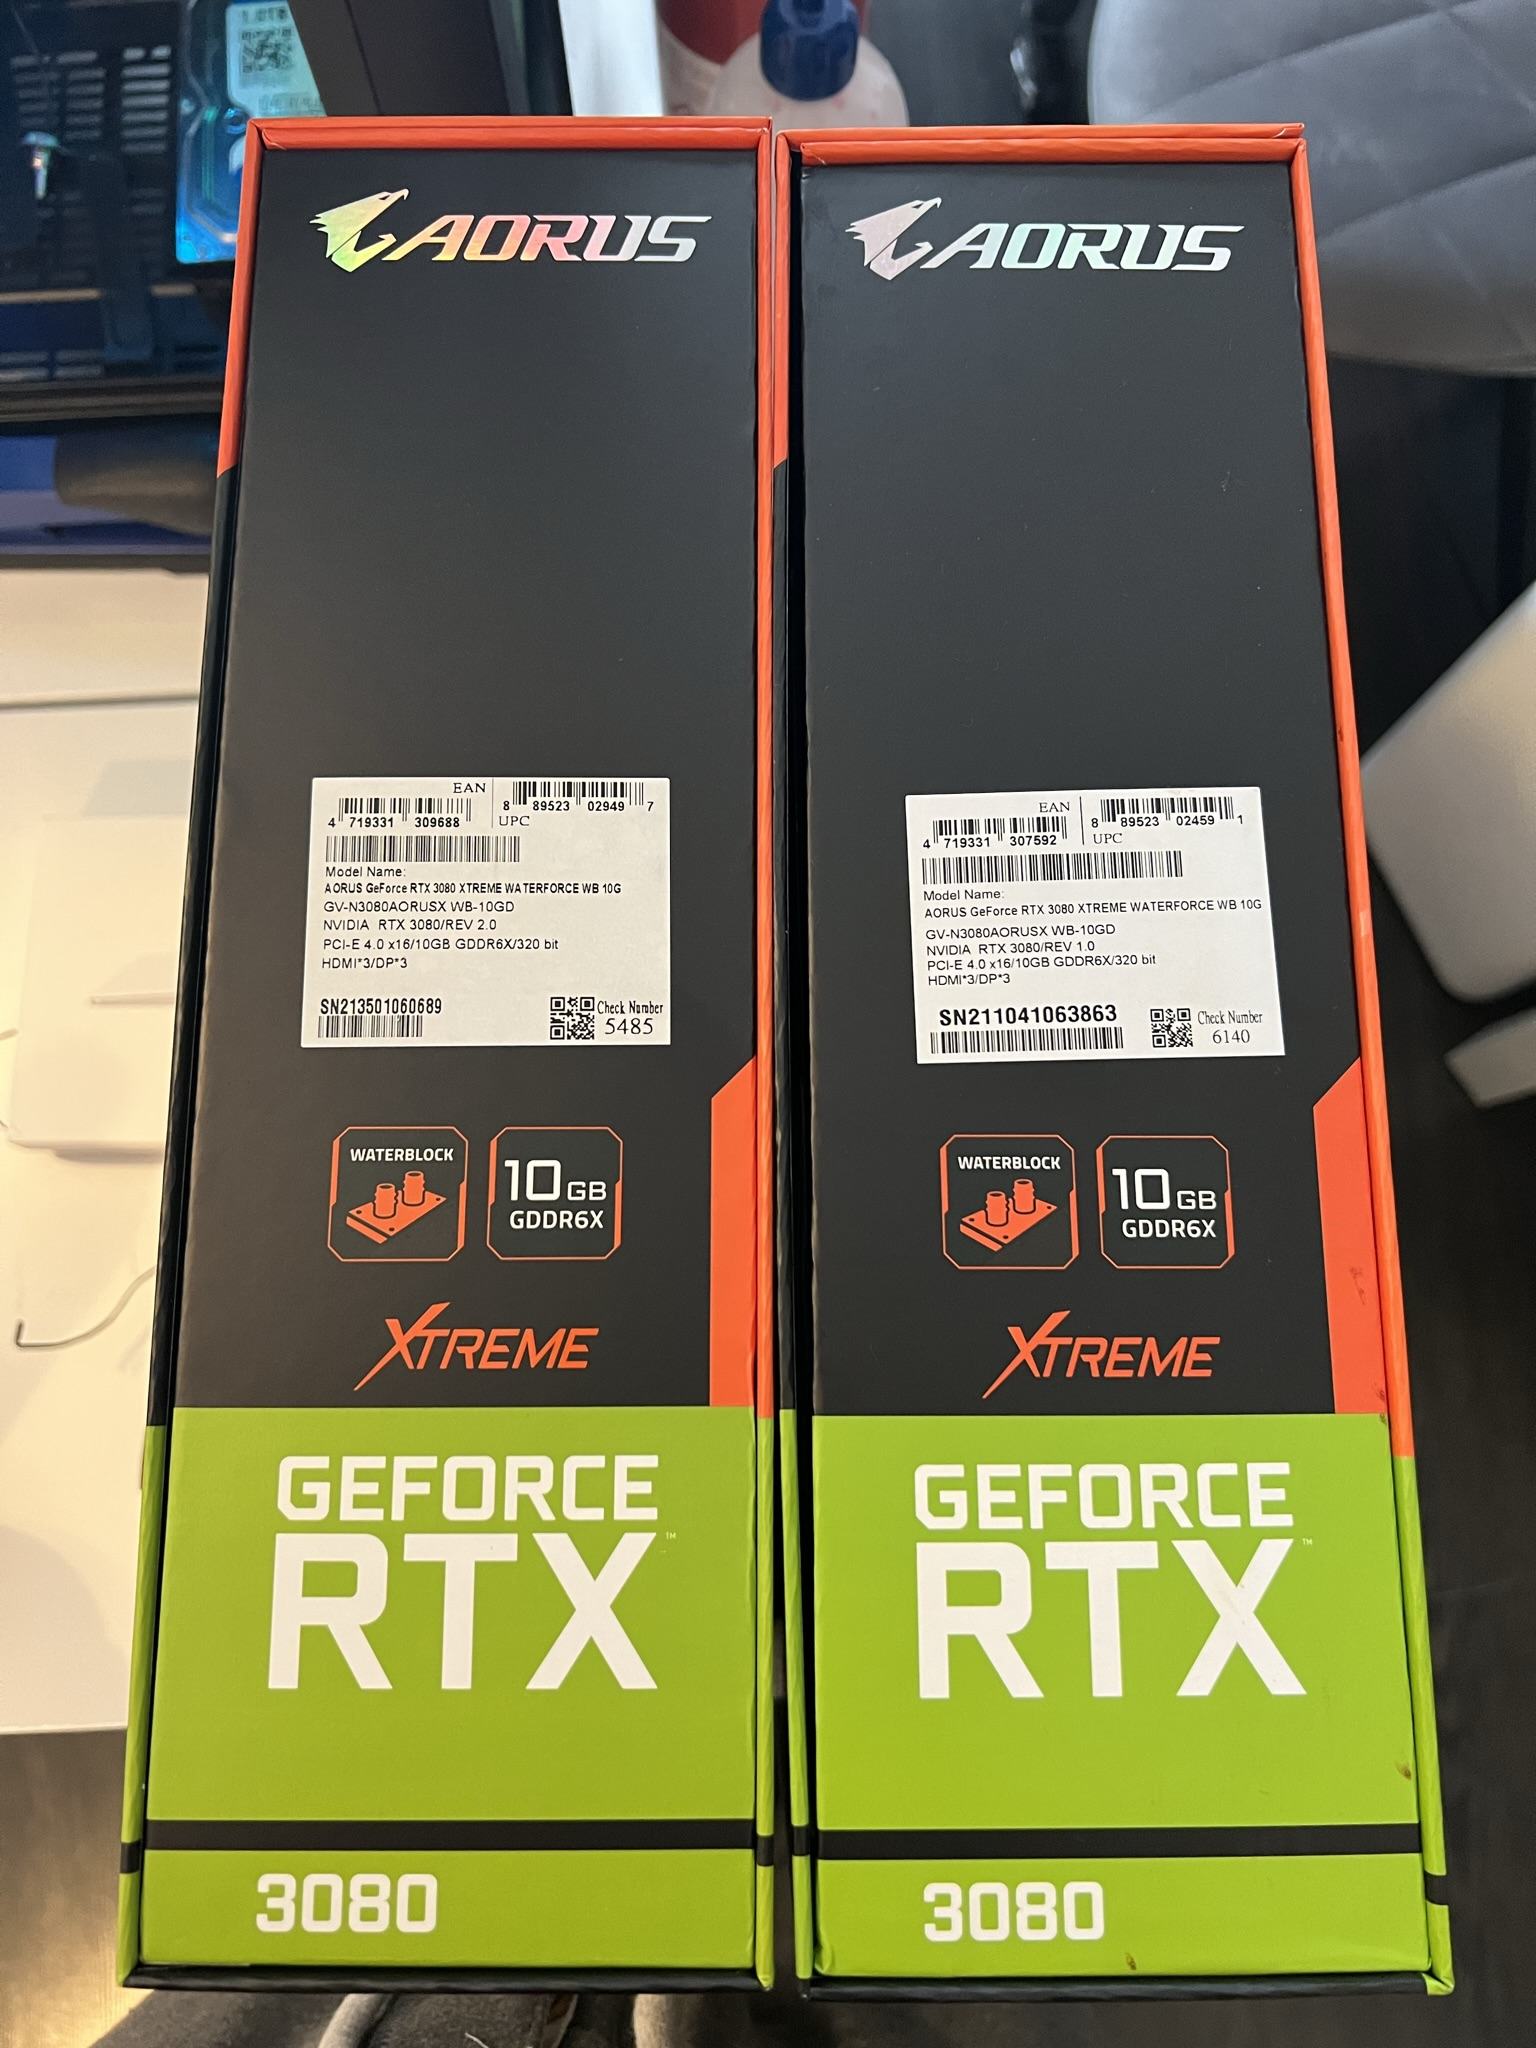 AORUS
EAN
8 89523 02949 7
4 719331 309688
UPC
Model Name:
AORUS GeForce RTX 3080 XTREME WATERFORCE WB 10G
GV-N3080AORUSX WB-10GD
NVIDIA RTX 3080/REV 2.0
PCI-E 4.0 x16/10GB GDDR6X/320 bit
HDMI*3/DP*3
SN213501060689
Check Number
5485
WATERBLOCK
10GB
GDDR6X
XTREME
GEFORCE
RTX™
3080
AORUS
EAN
8 89523 02459 1
4 719331 307592
UPC
Model Name:
AORUS GeForce RTX 3080 XTREME WATERFORCE WB 10G
GV-N3080AORUSX WB-10GD
NVIDIA RTX 3080/REV 1.0
PCI-E 4.0 x16/10GB GDDR6X/320 bit
HDMI*3/DP*3
SN211041063863
Check Number
6140
WATERBLOCK
10GB
GDDR6X
XTREME
GEFORCE
RTX™
3080